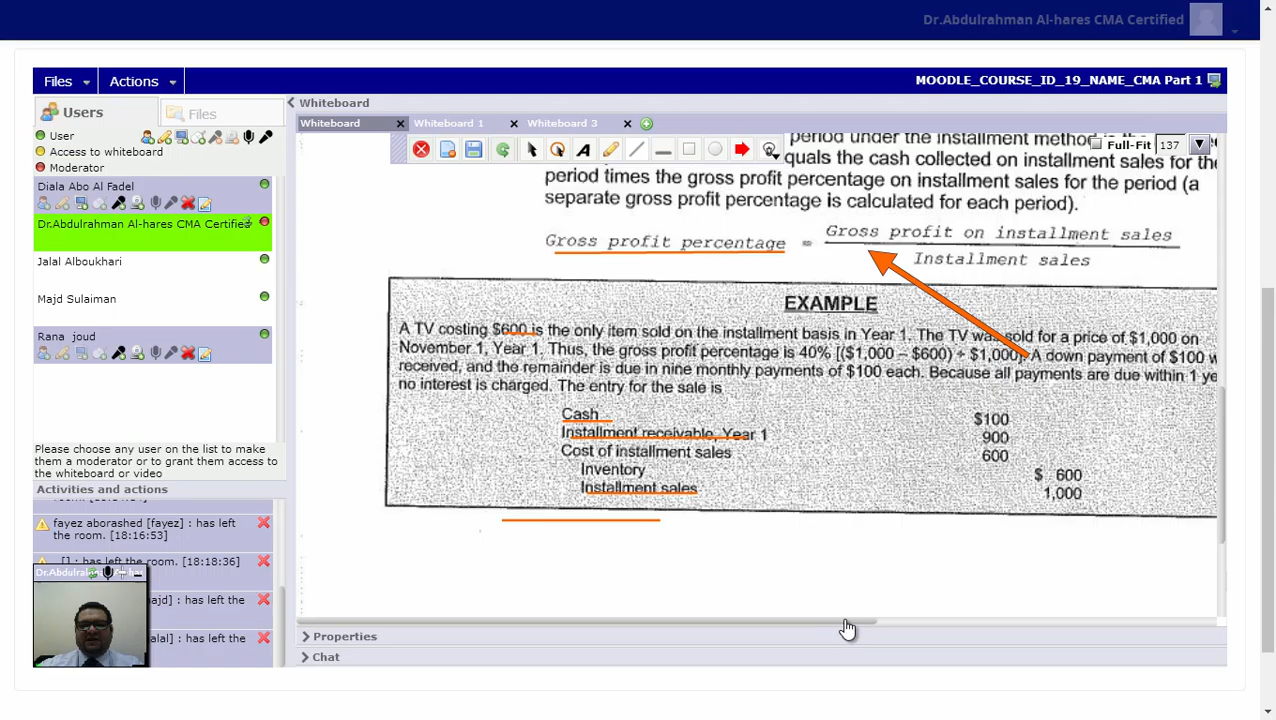 Dr.Abdulrahman Al-hares CMA Certified
Files
Actions
MOODLE_COURSE_ID_19_NAME_CMA Part 1
Users
Files
User
Access to whiteboard
Moderator
Diala Abo Al Fadel
Dr.Abdulrahman Al-hares CMA Certified
Jalal Alboukhari
Majd Sulaiman
Rana joud
Please choose any user on the list to make
them a moderator or to grant them access to
the whiteboard or video
Activities and actions
fayez aborashed [fayez] : has left
the room. [18:16:53]
[] : has left the room. [18:18:36]
ajd] : has left the
alal] : has left the
Whiteboard
Whiteboard
Whiteboard 1
Whiteboard 3
Full-Fit
137
period under the installment method is the
equals the cash collected on installment sales for the
period times the gross profit percentage on installment sales for the period (a
separate gross profit percentage is calculated for each period).
Gross profit percentage = Gross profit on installment sales
Installment sales
EXAMPLE
A TV costing $600 is the only item sold on the installment basis in Year 1. The TV was sold for a price of $1,000 on
November 1, Year 1. Thus, the gross profit percentage is 40% [($1,000 – $600) ÷ $1,000]. A down payment of $100 w
received, and the remainder is due in nine monthly payments of $100 each. Because all payments are due within 1 ye
no interest is charged. The entry for the sale is
Cash $100
Installment receivable, Year 1 900
Cost of installment sales 600
Inventory $ 600
Installment sales 1,000
Properties
Chat